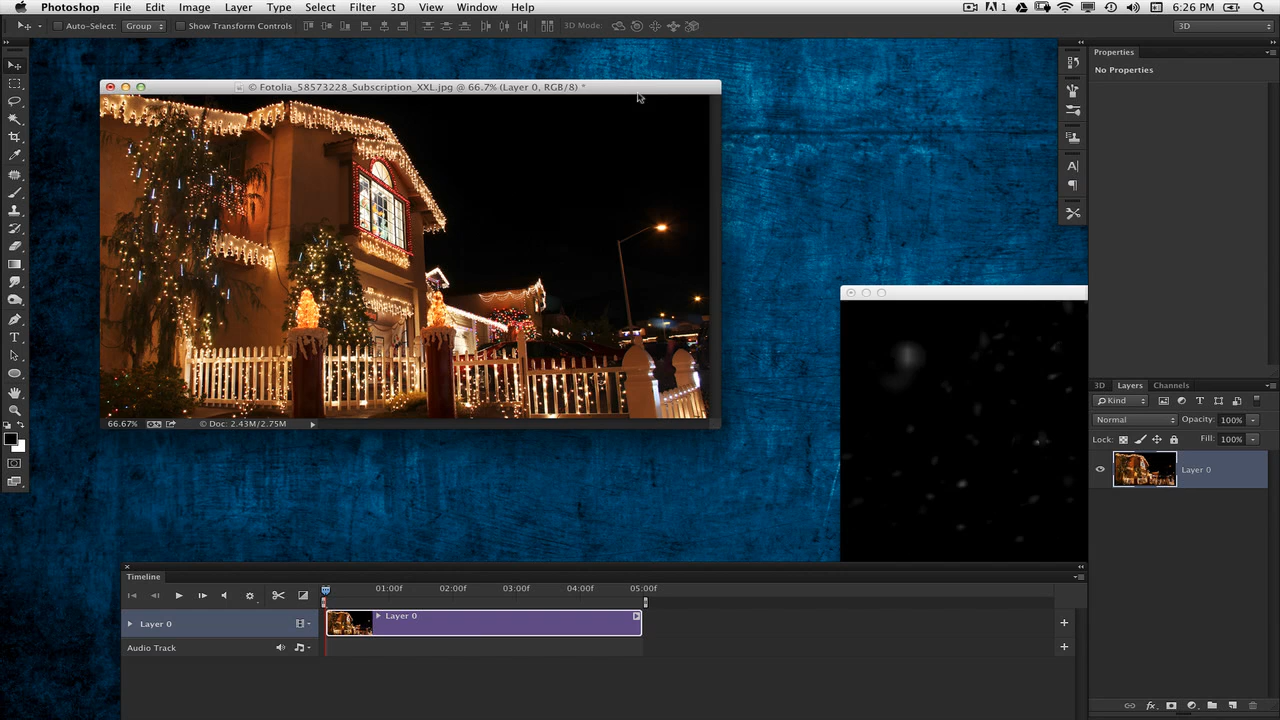 Photoshop File Edit Image Layer Type Select Filter 3D View Window Help
1 6:26 PM
Auto-Select: Group Show Transform Controls 3D Mode: 3D
© Fotolia_58573228_Subscription_XXL.jpg @ 66.7% (Layer 0, RGB/8) *
66.67% © Doc: 2.43M/2.75M
Properties
No Properties
3D Layers Channels
Kind
Normal Opacity: 100%
Lock: Fill: 100%
Layer 0
Timeline
01:00f 02:00f 03:00f 04:00f 05:00f
Layer 0 Layer 0
Audio Track